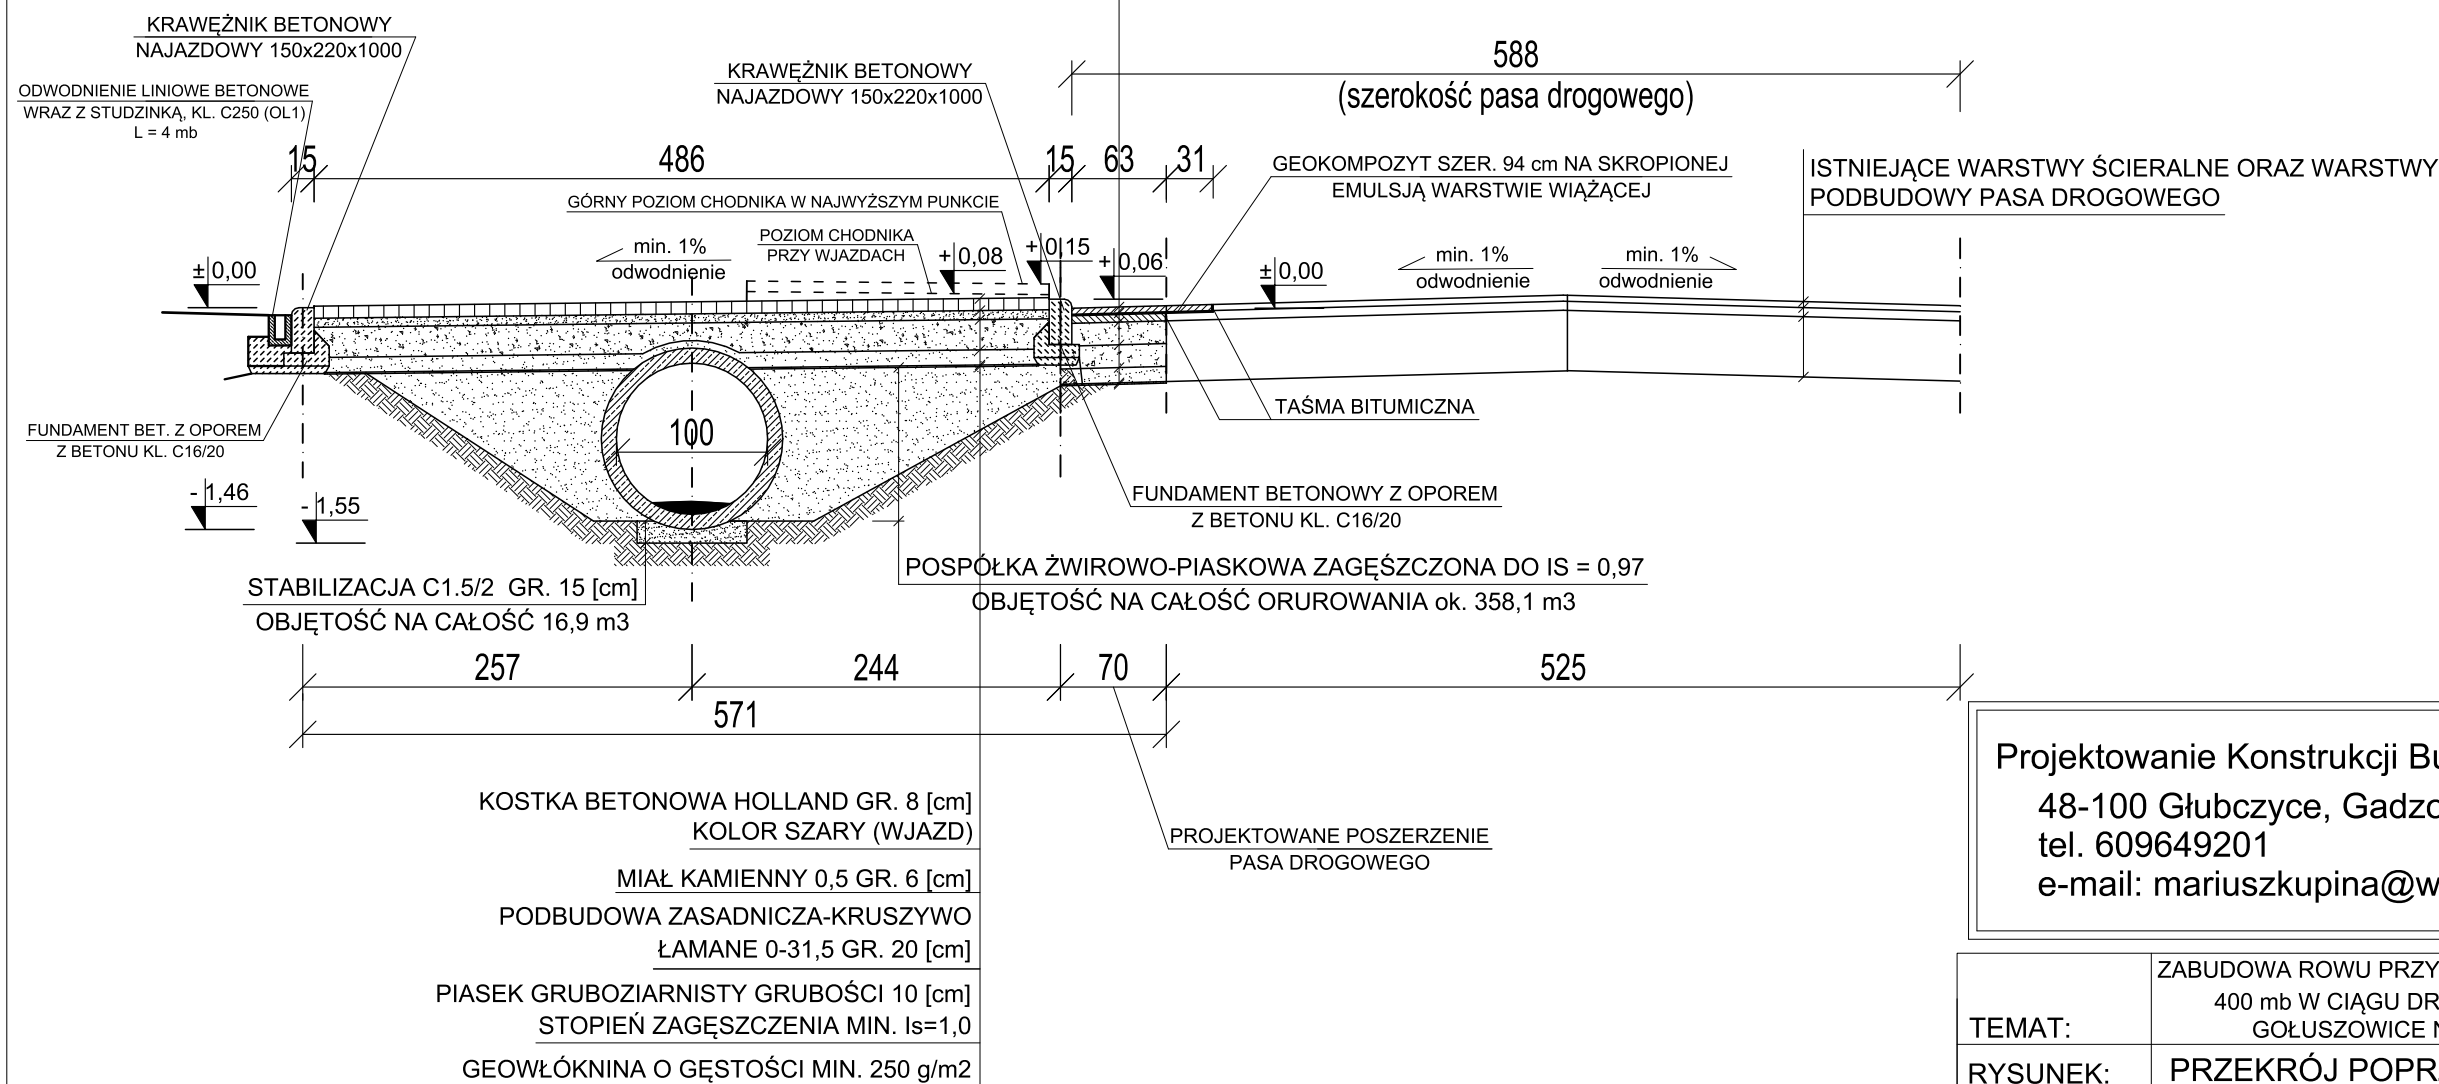 KRAWĘŻNIK BETONOWY
NAJAZDOWY 150x220x1000
ODWODNIENIE LINIOWE BETONOWE
WRAZ Z STUDZINKĄ, KL. C250 (OL1)
L = 4 mb
KRAWĘŻNIK BETONOWY
NAJAZDOWY 150x220x1000
588
(szerokość pasa drogowego)
15
486
15
63
31
GEOKOMPOZYT SZER. 94 cm NA SKROPIONEJ
EMULSJĄ WARSTWIE WIĄŻĄCEJ
ISTNIEJĄCE WARSTWY ŚCIERALNE ORAZ WARSTWY
PODBUDOWY PASA DROGOWEGO
GÓRNY POZIOM CHODNIKA W NAJWYŻSZYM PUNKCIE
POZIOM CHODNIKA
PRZY WJAZDACH
min. 1%
odwodnienie
± 0,00
+ 0,08
+ 0,15
+ 0,06
± 0,00
min. 1%
odwodnienie
min. 1%
odwodnienie
TAŚMA BITUMICZNA
100
FUNDAMENT BET. Z OPOREM
Z BETONU KL. C16/20
- 1,46
- 1,55
FUNDAMENT BETONOWY Z OPOREM
Z BETONU KL. C16/20
STABILIZACJA C1.5/2 GR. 15 [cm]
OBJĘTOŚĆ NA CAŁOŚĆ 16,9 m3
POSPÓŁKA ŻWIROWO-PIASKOWA ZAGĘŚZCZONA DO IS = 0,97
OBJĘTOŚĆ NA CAŁOŚĆ ORUROWANIA ok. 358,1 m3
257
244
70
525
571
KOSTKA BETONOWA HOLLAND GR. 8 [cm]
KOLOR SZARY (WJAZD)
MIAŁ KAMIENNY 0,5 GR. 6 [cm]
PODBUDOWA ZASADNICZA-KRUSZYWO
ŁAMANE 0-31,5 GR. 20 [cm]
PIASEK GRUBOZIARNISTY GRUBOŚCI 10 [cm]
STOPIEŃ ZAGĘSZCZENIA MIN. Is=1,0
GEOWŁÓKNINA O GĘSTOŚCI MIN. 250 g/m2
PROJEKTOWANE POSZERZENIE
PASA DROGOWEGO
Projektowanie Konstrukcji Bu
48-100 Głubczyce, Gadzo
tel. 609649201
e-mail: mariuszkupina@w
TEMAT:
ZABUDOWA ROWU PRZY
400 mb W CIĄGU DR
GOŁUSZOWICE N
RYSUNEK:
PRZEKRÓJ POPRZ